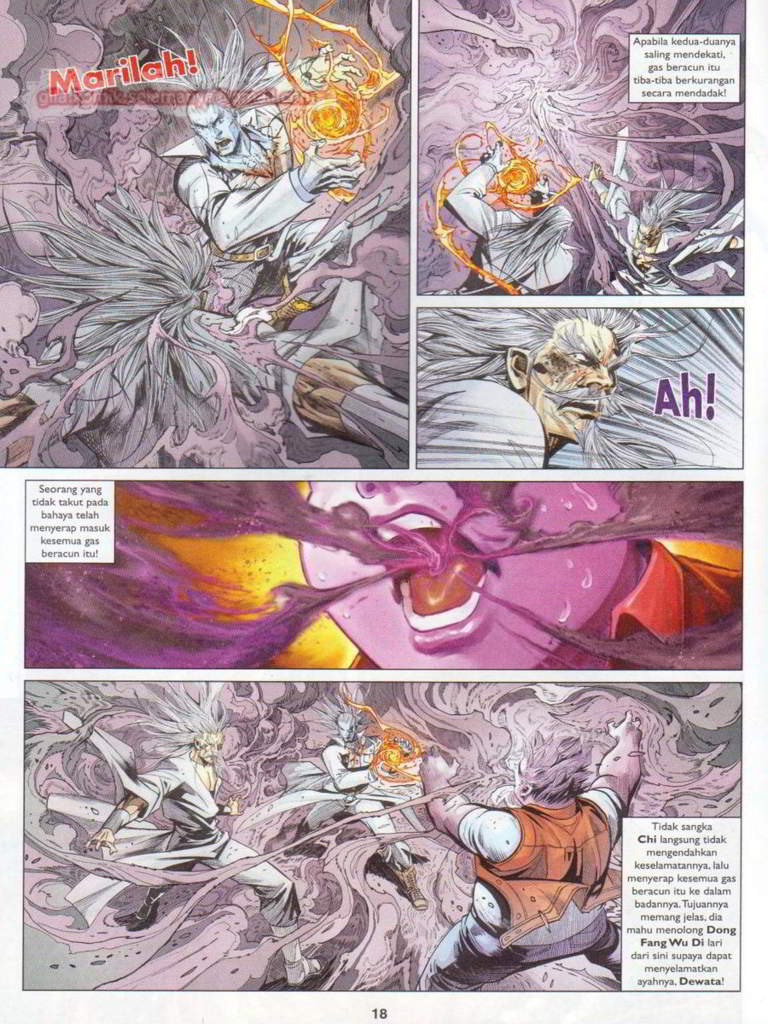 Marilah!
Apabila kedua-duanya
saling mendekati,
gas beracun itu
tiba-tiba berkurangan
secara mendadak!
Ah!
Seorang yang
tidak takut pada
bahaya telah
menyerap masuk
kesemua gas
beracun itu!
Tidak sangka
Chi langsung tidak
mengendahkan
keselamatannya, lalu
menyerap kesemua gas
beracun itu ke dalam
badannya. Tujuannya
memang jelas, dia
mahu menolong Dong
Fang Wu Di lari
dari sini supaya dapat
menyelamatkan
ayahnya, Dewata!
18